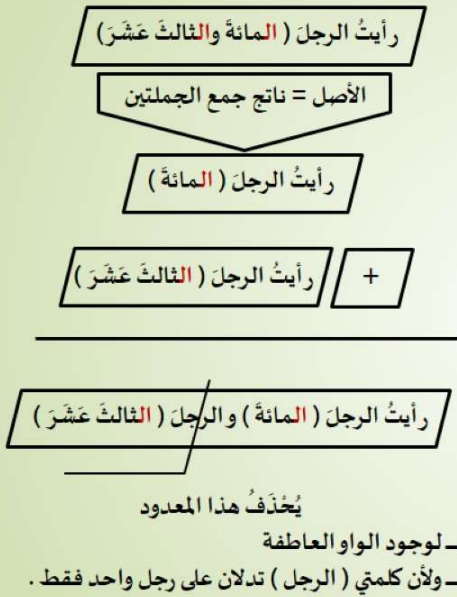 رأيتُ الرجلَ ( المائةَ والثالثَ عَشَرَ)
الأصل = ناتج جمع الجملتين
رأيتُ الرجلَ ( المائةَ )
+ رأيتُ الرجلَ ( الثالثَ عَشَرَ )
رأيتُ الرجلَ ( المائةَ ) والرجلَ ( الثالثَ عَشَرَ )
يُحْذَفُ هذا المعدود
ـ لوجود الواو العاطفة
ـ ولأن كلمتي ( الرجل ) تدلان على رجل واحد فقط .